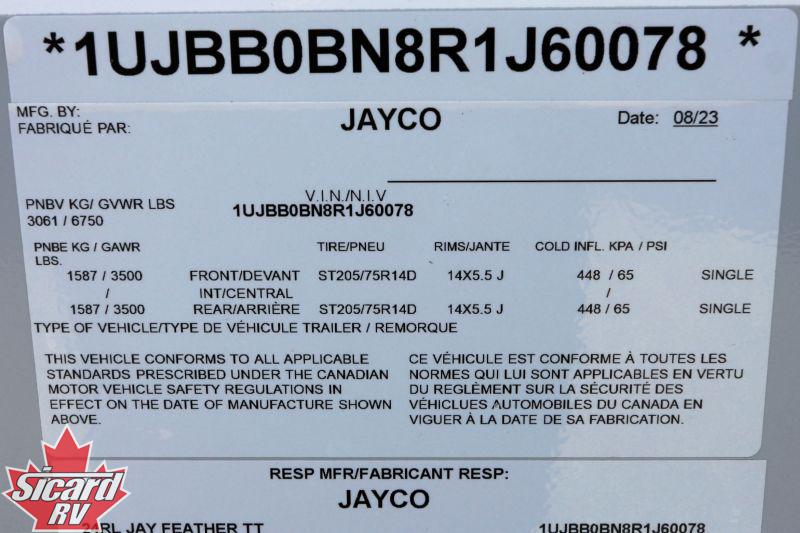 *1UJBB0BN8R1J60078 *
MFG. BY:
FABRIQUÉ PAR: JAYCO Date: 08/23
V.I.N./N.I.V
PNBV KG/ GVWR LBS 1UJBB0BN8R1J60078
3061 / 6750
PNBE KG / GAWR TIRE/PNEU RIMS/JANTE COLD INFL. KPA / PSI
LBS.
1587 / 3500 FRONT/DEVANT ST205/75R14D 14X5.5 J 448 / 65 SINGLE
/ INT/CENTRAL /
1587 / 3500 REAR/ARRIÈRE ST205/75R14D 14X5.5 J 448 / 65 SINGLE
TYPE OF VEHICLE/TYPE DE VÉHICULE TRAILER / REMORQUE
THIS VEHICLE CONFORMS TO ALL APPLICABLE
STANDARDS PRESCRIBED UNDER THE CANADIAN
MOTOR VEHICLE SAFETY REGULATIONS IN
EFFECT ON THE DATE OF MANUFACTURE SHOWN
ABOVE.
CE VÉHICULE EST CONFORME À TOUTES LES
NORMES QUI LUI SONT APPLICABLES EN VERTU
DU REGLÈMENT SUR LA SÉCURITÉ DES
VÉHICLUES AUTOMOBILES DU CANADA EN
VIGUER À LA DATE DE SA FABRICATION.
RESP MFR/FABRICANT RESP:
JAYCO
24RL JAY FEATHER TT 1UJBB0BN8R1J60078
Sicard
RV